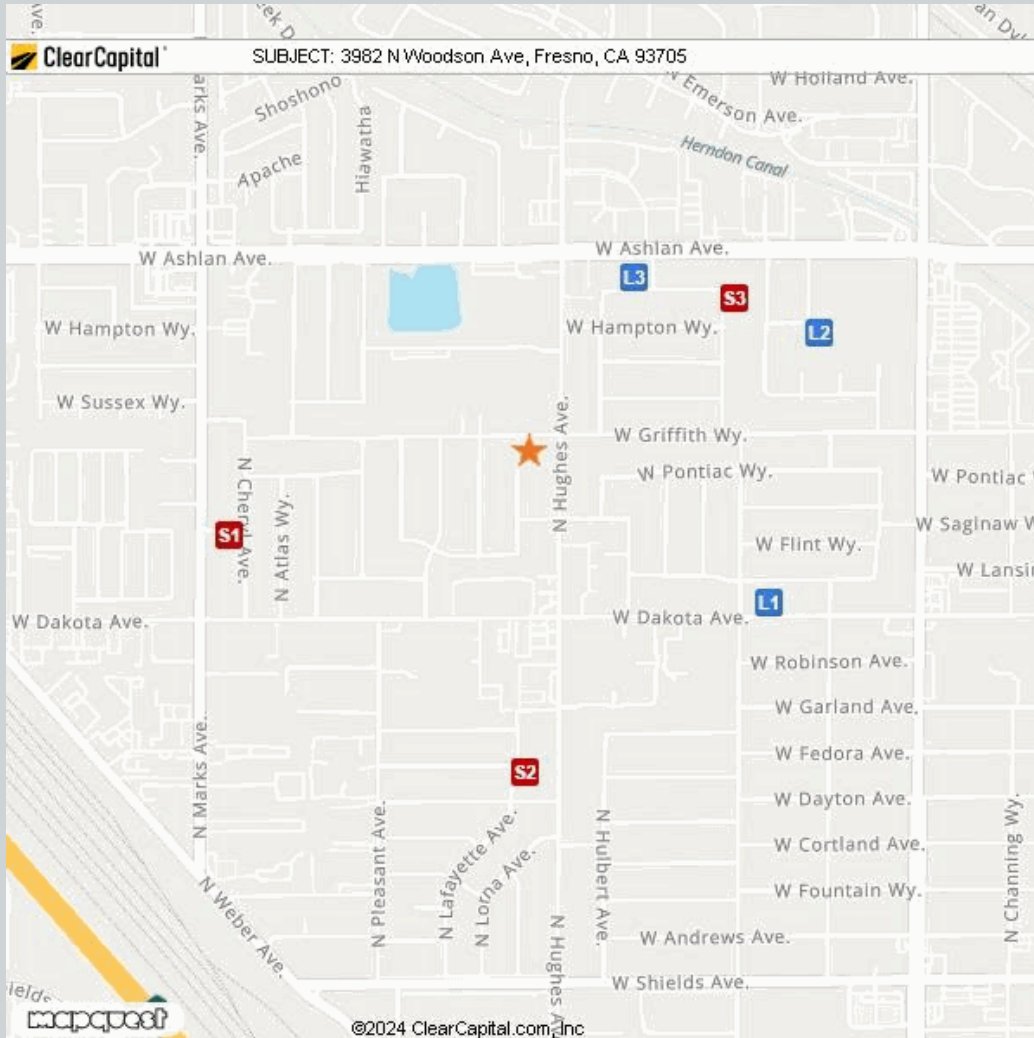 Ave.
ClearCapital
SUBJECT: 3982 N Woodson Ave, Fresno, CA 93705
W Holland Ave.
N Emerson Ave.
Shoshono
Hiawatha
Herndon Canal
Apache
W Ashlan Ave.
W Ashlan Ave.
L3
S3
W Hampton Wy.
W Hampton Wy.
L2
W Sussex Wy.
N Hughes Ave.
W Griffith Wy.
N Pontiac Wy.
W Pontiac
N Cheryl Ave.
N Atlas Wy.
S1
W Saginaw
W Flint Wy.
L1
W Dakota Ave.
W Dakota Ave.
W Robinson Ave.
W Garland Ave.
N Marks Ave.
W Fedora Ave.
S2
W Dayton Ave.
N Pleasant Ave.
N Lafayette Ave.
N Lorna Ave.
N Hulbert Ave.
N Channing Wy.
W Cortland Ave.
W Fountain Wy.
N Weber Ave.
W Andrews Ave.
N Hughes
W Shields Ave.
mapquest
©2024 ClearCapital.com, Inc